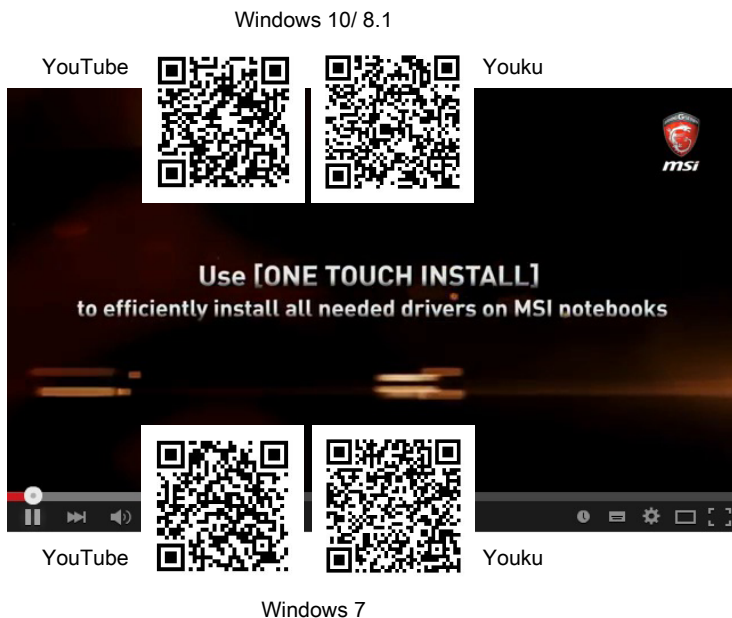 Windows 10/ 8.1
YouTube
Youku
msi
Use [ONE TOUCH INSTALL]
to efficiently install all needed drivers on MSI notebooks
YouTube
Youku
Windows 7